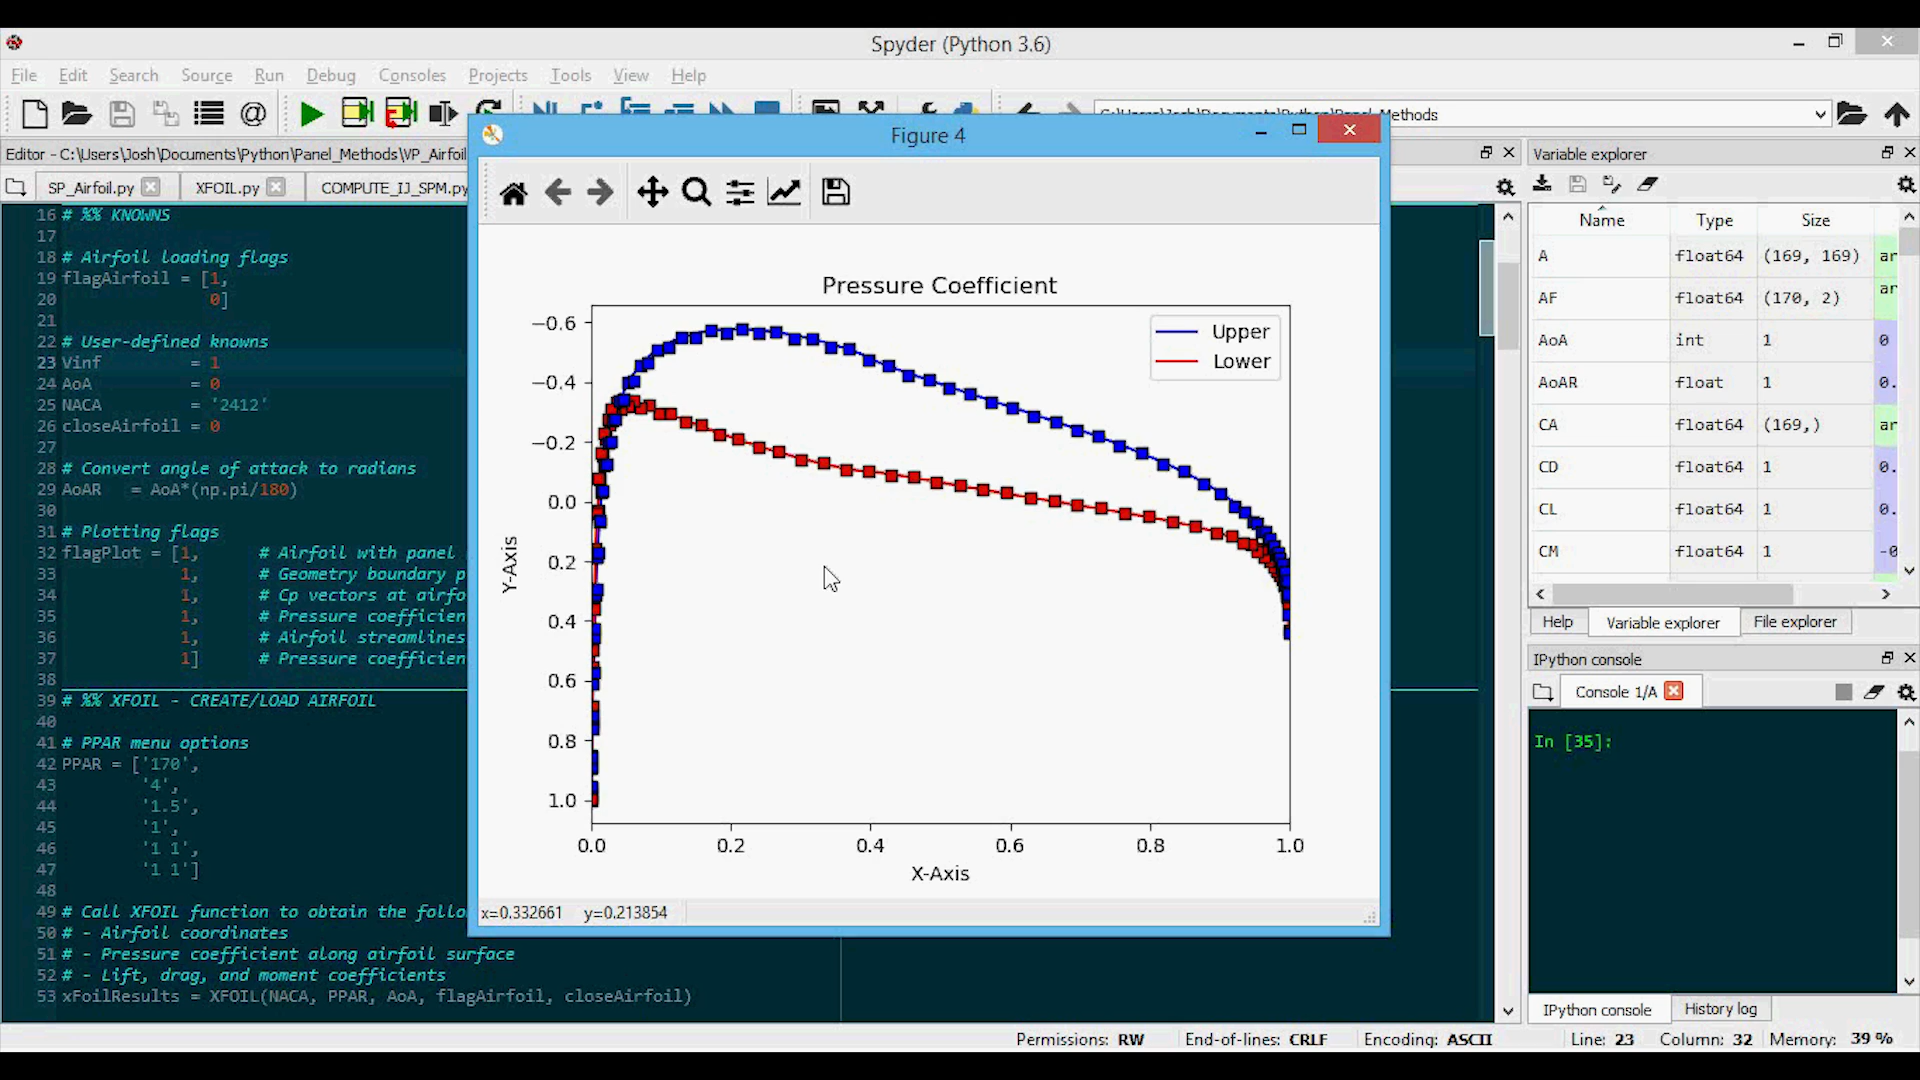 Spyder (Python 3.6)
File Edit Search Source Run Debug Consoles Projects Tools View Help
Editor - C:\Users\Josh\Documents\Python\Panel_Methods\VP_Airfoil
SP_Airfoil.py XFOIL.py COMPUTE_IJ_SPM.py
16 # %% KNOWNS
17
18 # Airfoil loading flags
19 flagAirfoil = [1,
20 0]
21
22 # User-defined knowns
23 Vinf = 1
24 AoA = 0
25 NACA = '2412'
26 closeAirfoil = 0
27
28 # Convert angle of attack to radians
29 AoAR = AoA*(np.pi/180)
30
31 # Plotting flags
32 flagPlot = [1, # Airfoil with panel
33 1, # Geometry boundary p
34 1, # Cp vectors at airfo
35 1, # Pressure coefficien
36 1, # Airfoil streamlines
37 1] # Pressure coefficien
38
39 # %% XFOIL - CREATE/LOAD AIRFOIL
40
41 # PPAR menu options
42 PPAR = ['170',
43 '4',
44 '1.5',
45 '1',
46 '1 1',
47 '1 1']
48
49 # Call XFOIL function to obtain the follo
50 # - Airfoil coordinates
51 # - Pressure coefficient along airfoil surface
52 # - Lift, drag, and moment coefficients
53 xFoilResults = XFOIL(NACA, PPAR, AoA, flagAirfoil, closeAirfoil)
Figure 4
Pressure Coefficient
Upper
Lower
−0.6
−0.4
−0.2
0.0
0.2
0.4
0.6
0.8
1.0
Y-Axis
0.0 0.2 0.4 0.6 0.8 1.0
X-Axis
x=0.332661 y=0.213854
Variable explorer
Name Type Size
A float64 (169, 169) ar
AF float64 (170, 2) ar
AoA int 1 0
AoAR float 1 0.
CA float64 (169,) ar
CD float64 1 0.
CL float64 1 0.
CM float64 1 -0
Help Variable explorer File explorer
IPython console
Console 1/A
In [35]:
IPython console History log
Permissions: RW End-of-lines: CRLF Encoding: ASCII Line: 23 Column: 32 Memory: 39 %